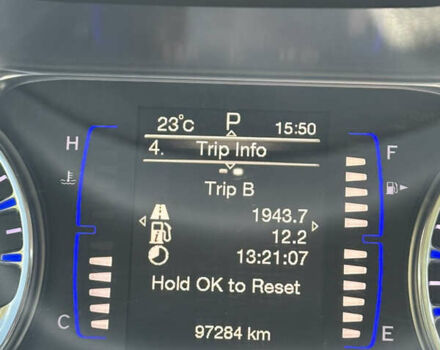 23°C P 15:50
4. Trip Info
H F
Trip B
1943.7
12.2
13:21:07
Hold OK to Reset
C E
97284 km